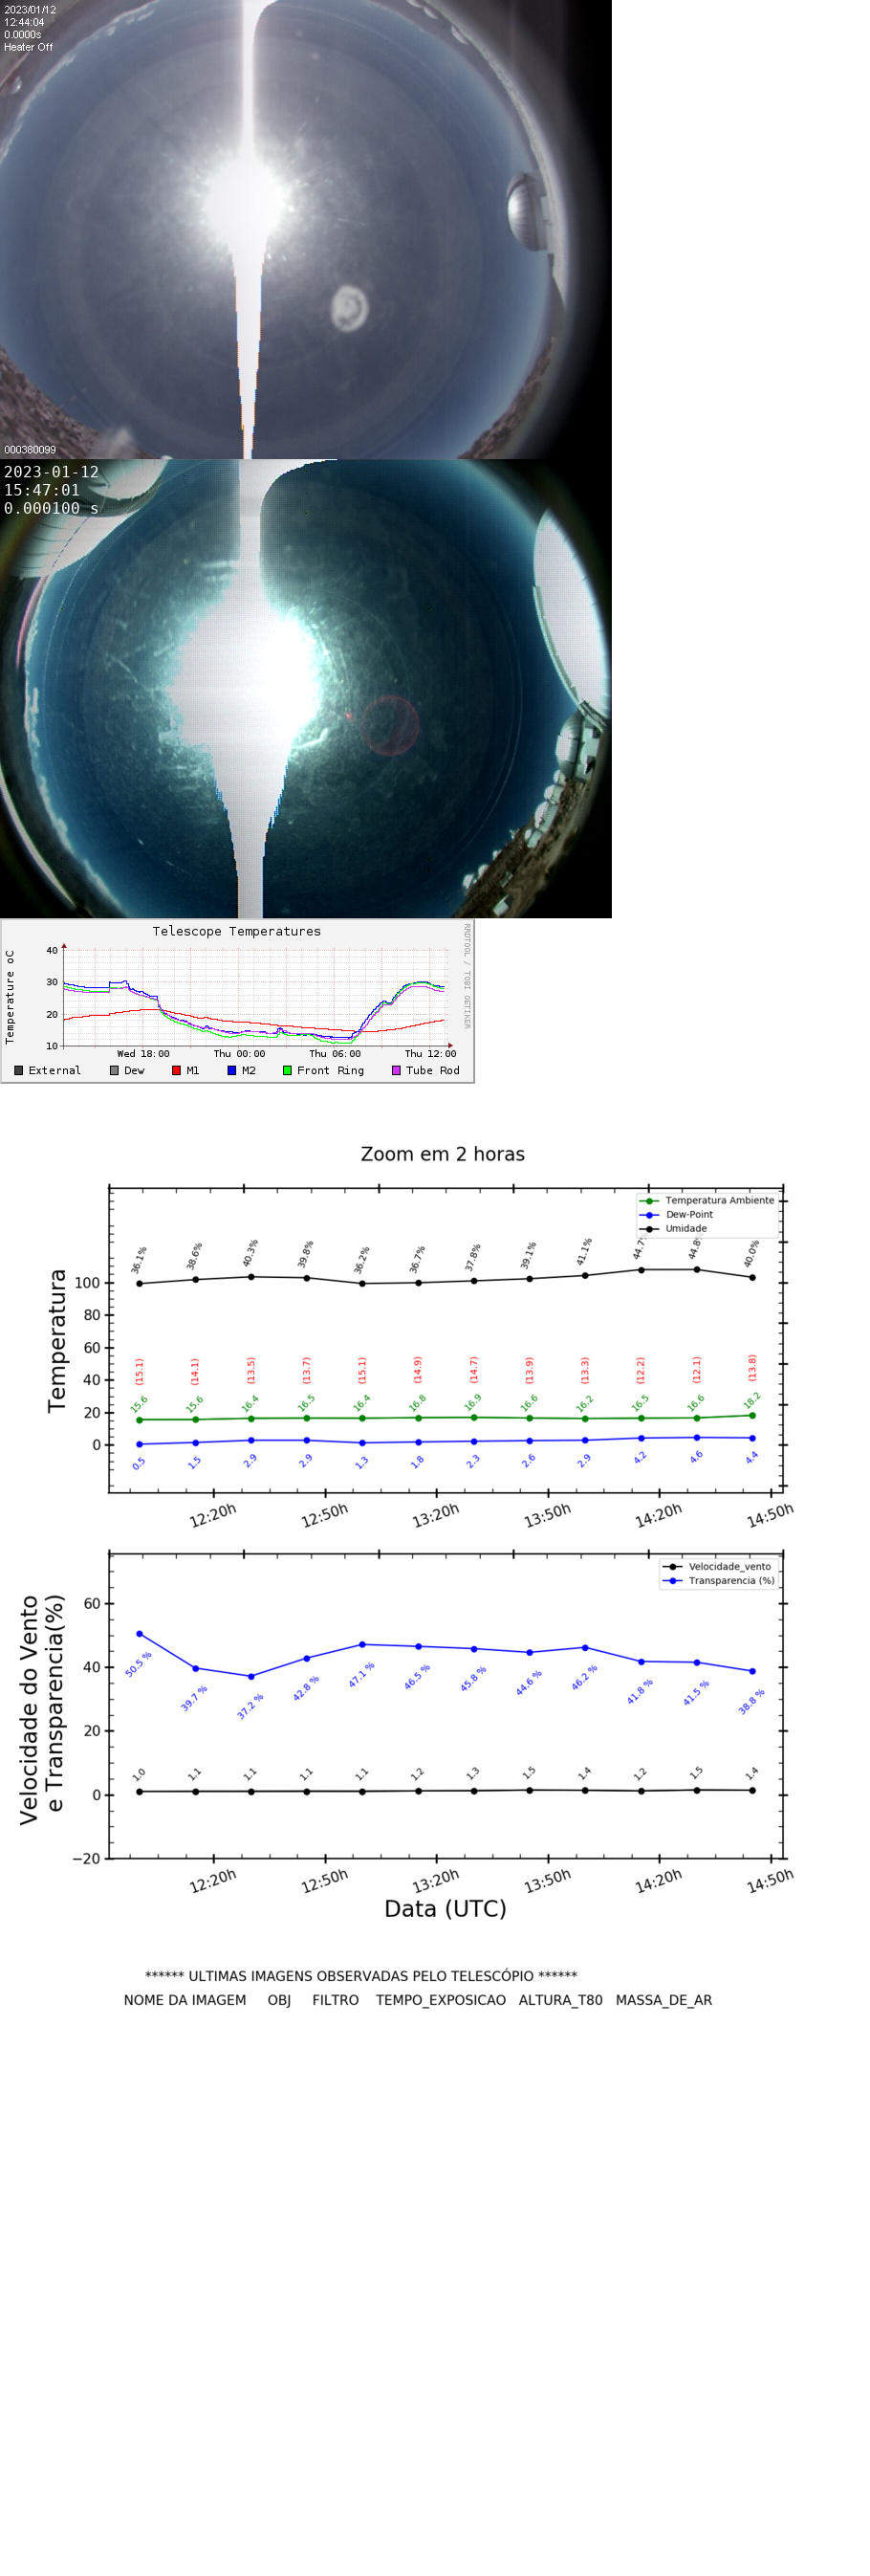 2023/01/12
12:44:04
0.0000s
Heater Off
000380099
2023-01-12
15:47:01
0.000100 s
Telescope Temperatures
RRDTOOL / TOBI OETIKER
Temperature oC
40
30
20
10
Wed 18:00 Thu 00:00 Thu 06:00 Thu 12:00
External Dew M1 M2 Front Ring Tube Rod
Zoom em 2 horas
Temperatura Ambiente
Dew-Point
Umidade
Temperatura
100
80
60
40
20
0
36.1% 38.6% 40.3% 39.8% 36.2% 36.7% 37.8% 39.1% 41.1% 44.7% 44.8% 40.0%
(15.1) (14.1) (13.5) (13.7) (15.1) (14.9) (14.7) (13.9) (13.3) (12.2) (12.1) (13.8)
15.6 15.6 16.4 16.5 16.4 16.8 16.9 16.6 16.2 16.5 16.6 18.2
0.5 1.5 2.9 2.9 1.3 1.8 2.3 2.6 2.9 4.2 4.6 4.4
12:20h 12:50h 13:20h 13:50h 14:20h 14:50h
Velocidade_vento
Transparencia (%)
Velocidade do Vento
e Transparencia(%)
60
40
20
0
−20
50.5 % 39.7 % 37.2 % 42.8 % 47.1 % 46.5 % 45.8 % 44.6 % 46.2 % 41.8 % 41.5 % 38.8 %
1.0 1.1 1.1 1.1 1.1 1.2 1.3 1.5 1.4 1.2 1.5 1.4
12:20h 12:50h 13:20h 13:50h 14:20h 14:50h
Data (UTC)
****** ULTIMAS IMAGENS OBSERVADAS PELO TELESCÓPIO ******
NOME DA IMAGEM OBJ FILTRO TEMPO_EXPOSICAO ALTURA_T80 MASSA_DE_AR